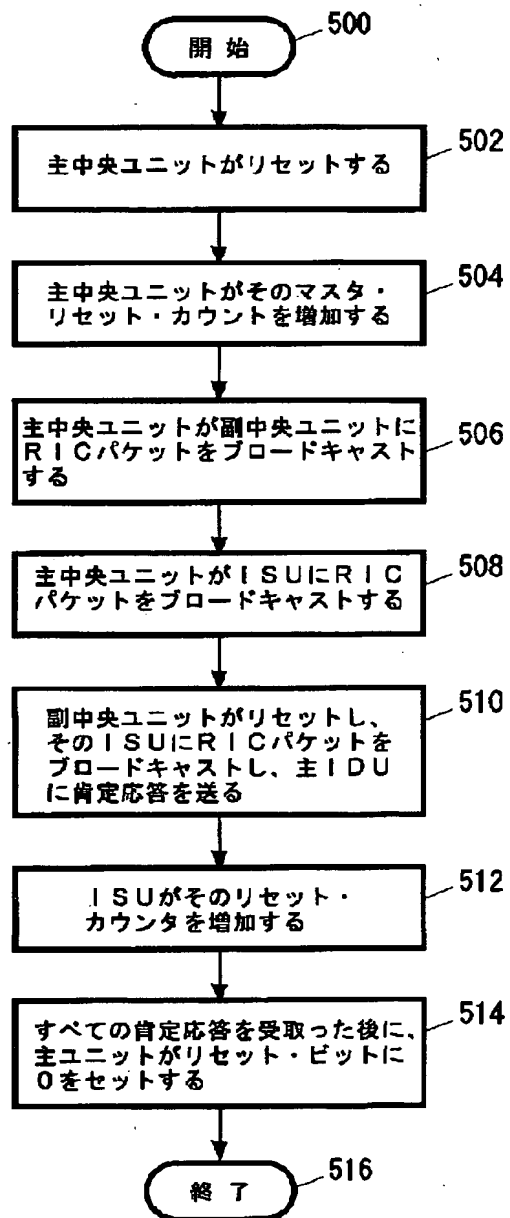 開始
500
主中央ユニットがリセットする
502
主中央ユニットがそのマスタ・
リセット・カウントを増加する
504
主中央ユニットが副中央ユニットに
RICパケットをブロードキャスト
する
506
主中央ユニットがISUにRIC
パケットをブロードキャストする
508
副中央ユニットがリセットし、
そのISUにRICパケットを
ブロードキャストし、主IDU
に肯定応答を送る
510
ISUがそのリセット・
カウンタを増加する
512
すべての肯定応答を受取った後に、
主ユニットがリセット・ビットに
0をセットする
514
終了
516